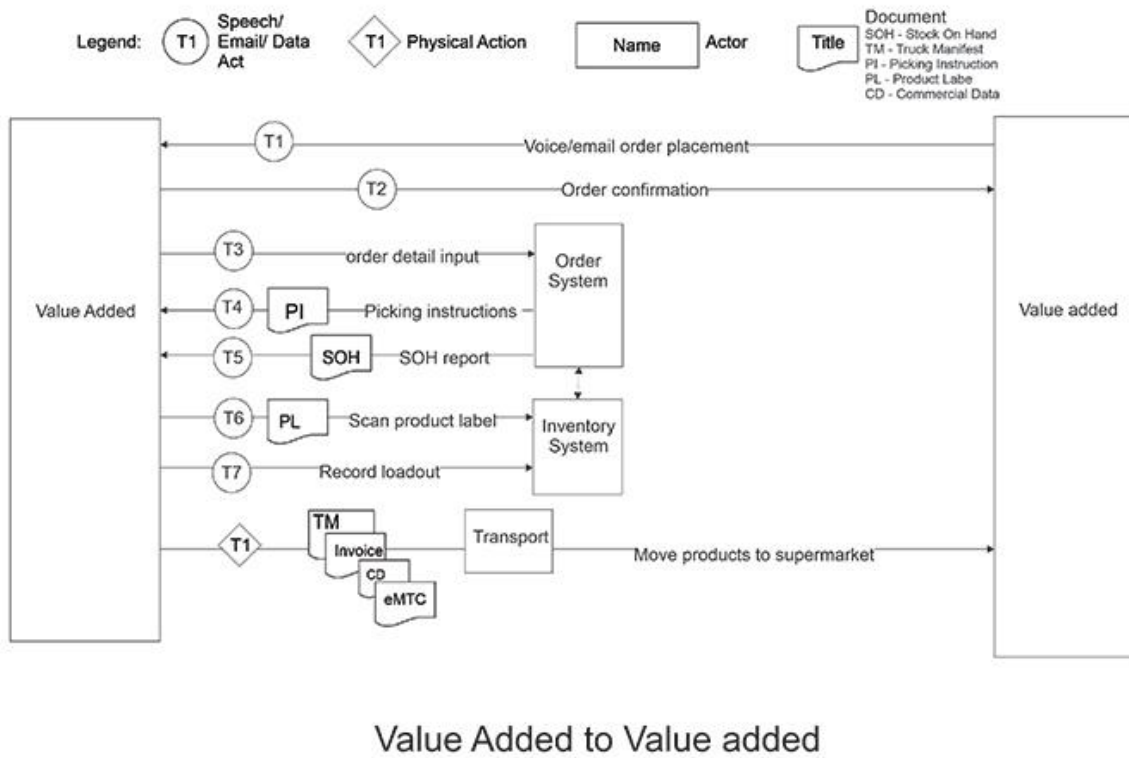 Legend:
T1
Speech/
Email/ Data
Act
T1
Physical Action
Name
Actor
Title
Document
SOH - Stock On Hand
TM – Truck Manifest
PI - Picking Instruction
PL - Product Labe
CD - Commercial Data
Value Added
Value added
T1
Voice/email order placement
T2
Order confirmation
T3
order detail input
Order
System
T4
PI
Picking instructions
T5
SOH
SOH report
T6
PL
Scan product label
Inventory
System
T7
Record loadout
T1
TM
Invoice
CD
eMTC
Transport
Move products to supermarket
Value Added to Value added